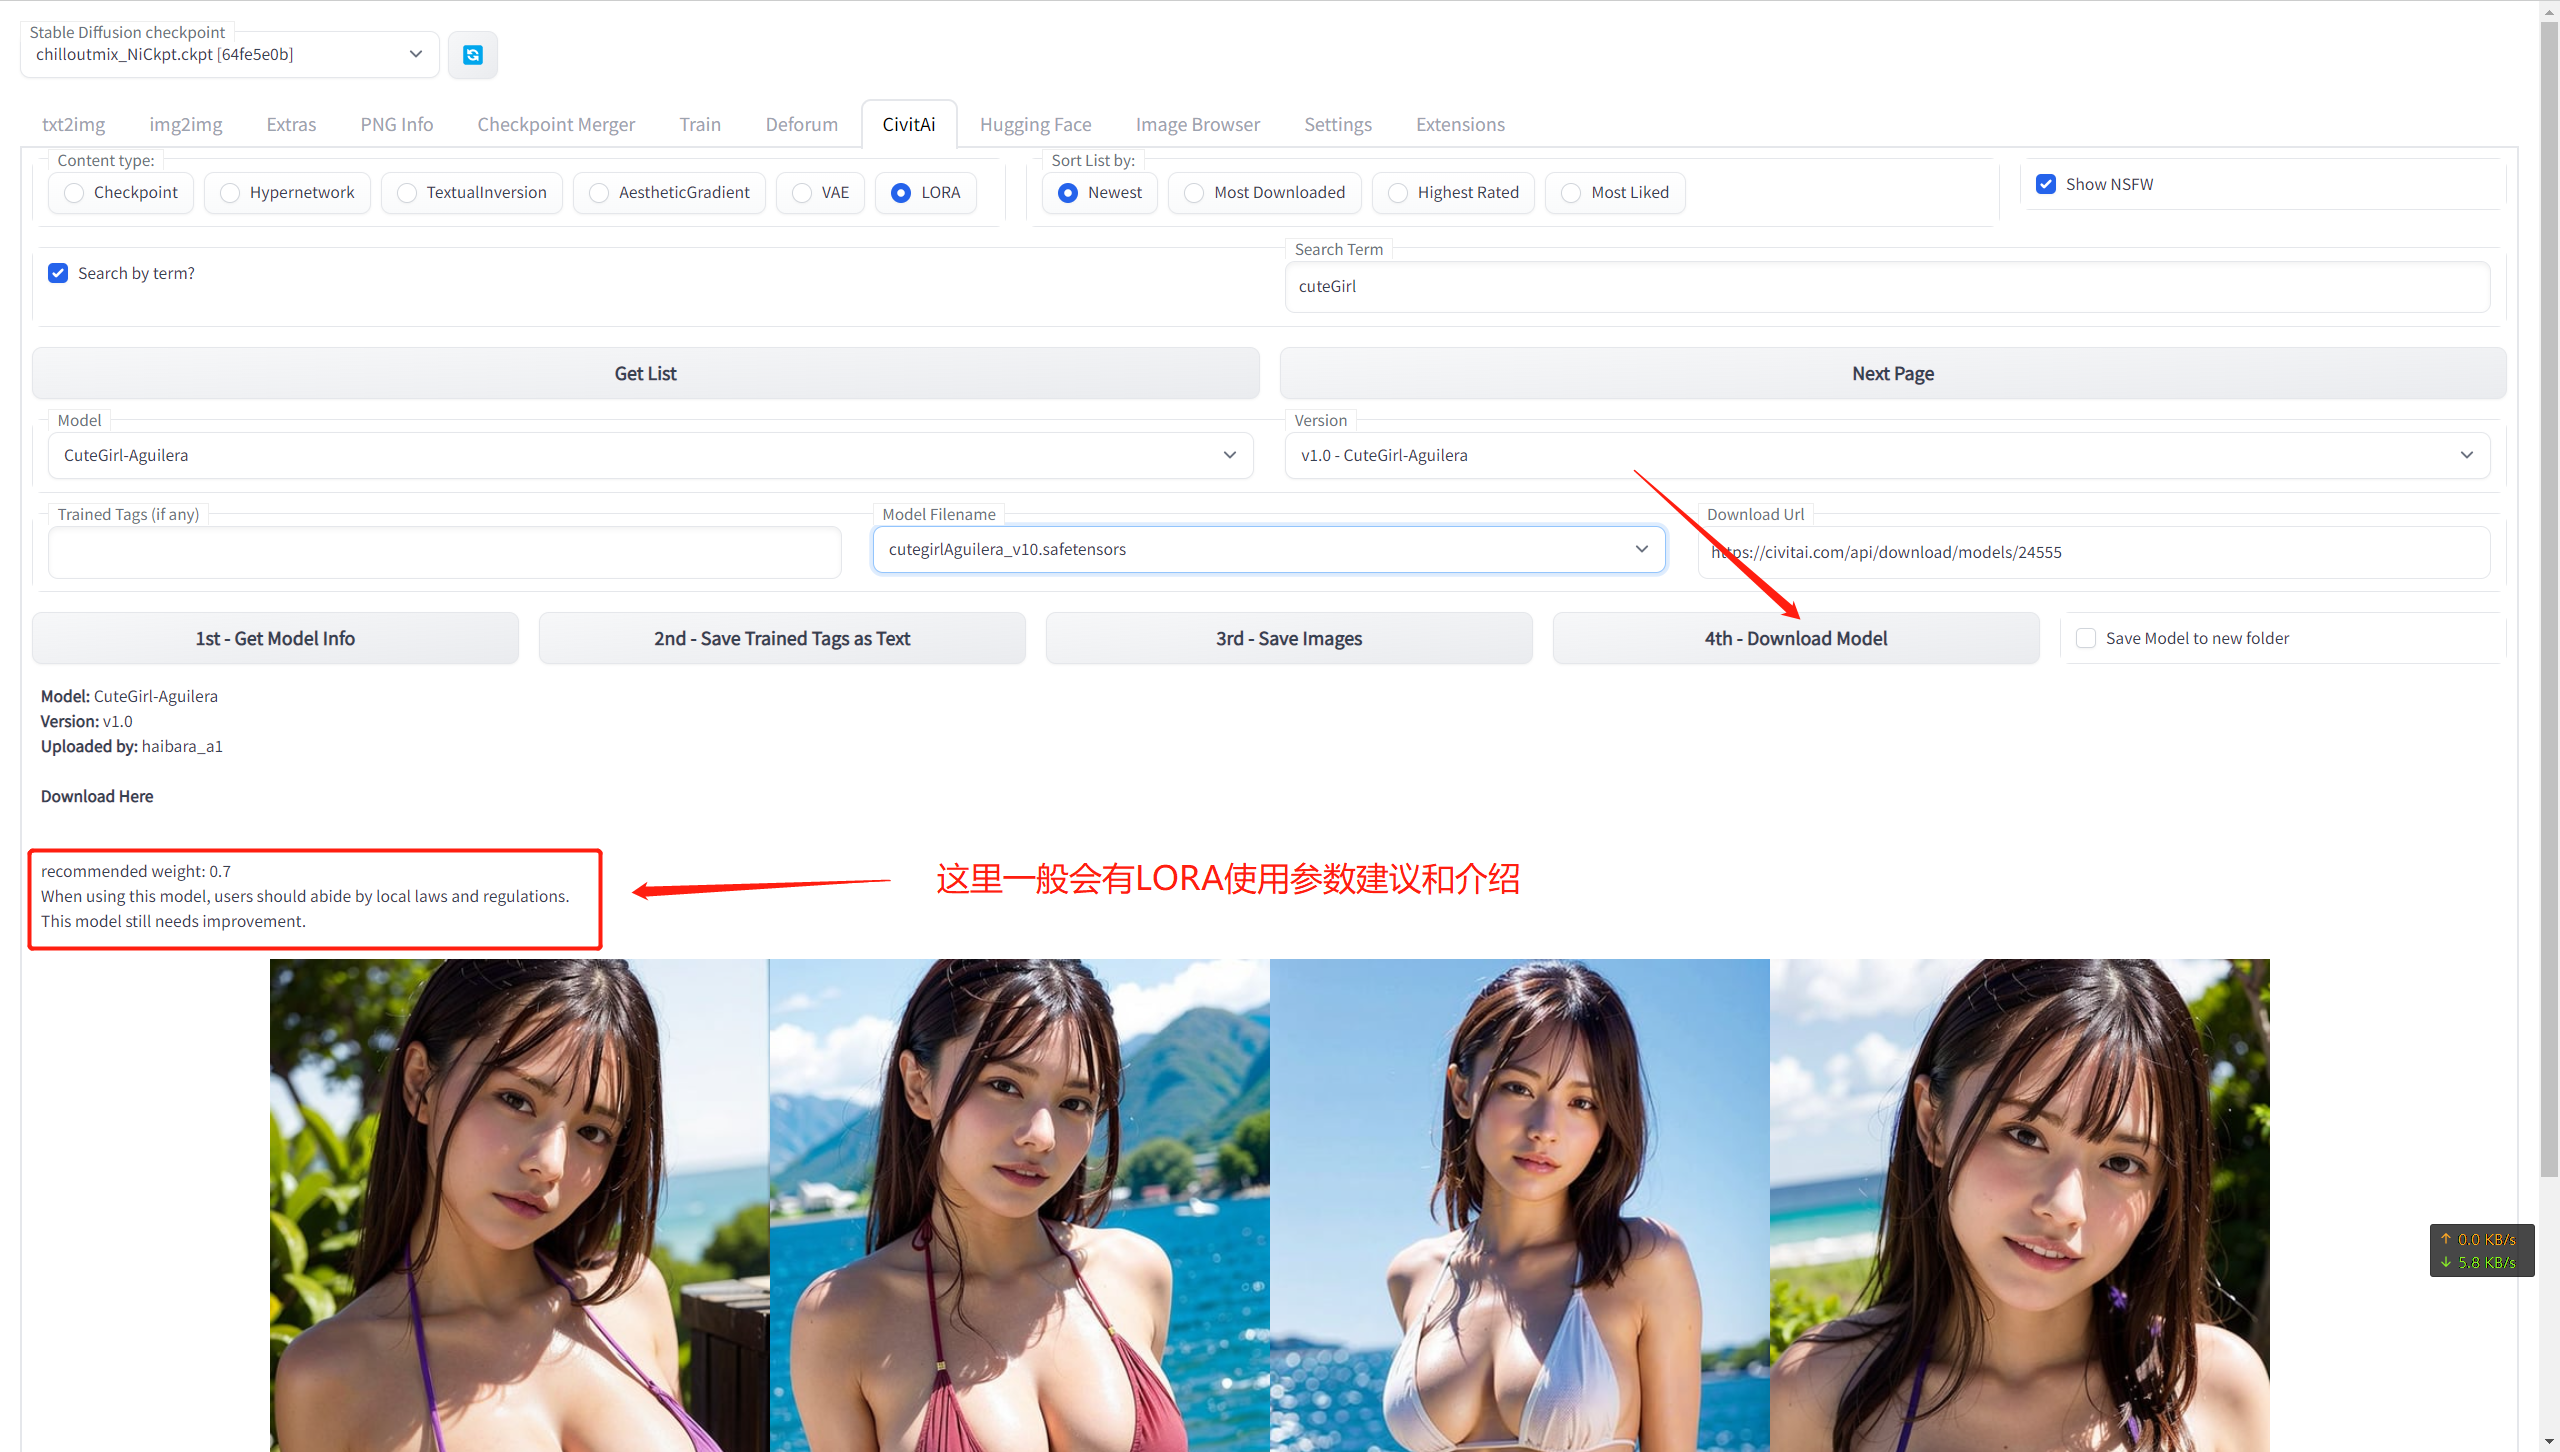 Stable Diffusion checkpoint
chilloutmix_NiCkpt.ckpt [64fe5e0b]
txt2img img2img Extras PNG Info Checkpoint Merger Train Deforum CivitAi Hugging Face Image Browser Settings Extensions
Content type: Sort List by:
Checkpoint Hypernetwork TextualInversion AestheticGradient VAE LORA Newest Most Downloaded Highest Rated Most Liked Show NSFW
Search Term
Search by term?
cuteGirl
Get List Next Page
Model Version
CuteGirl-Aguilera v1.0 - CuteGirl-Aguilera
Trained Tags (if any) Model Filename Download Url
cutegirlAguilera_v10.safetensors https://civitai.com/api/download/models/24555
1st - Get Model Info 2nd - Save Trained Tags as Text 3rd - Save Images 4th - Download Model Save Model to new folder
Model: CuteGirl-Aguilera
Version: v1.0
Uploaded by: haibara_a1
Download Here
recommended weight: 0.7
When using this model, users should abide by local laws and regulations.
This model still needs improvement.
这里一般会有LORA使用参数建议和介绍
↑ 0.0 KB/s
↓ 5.8 KB/s